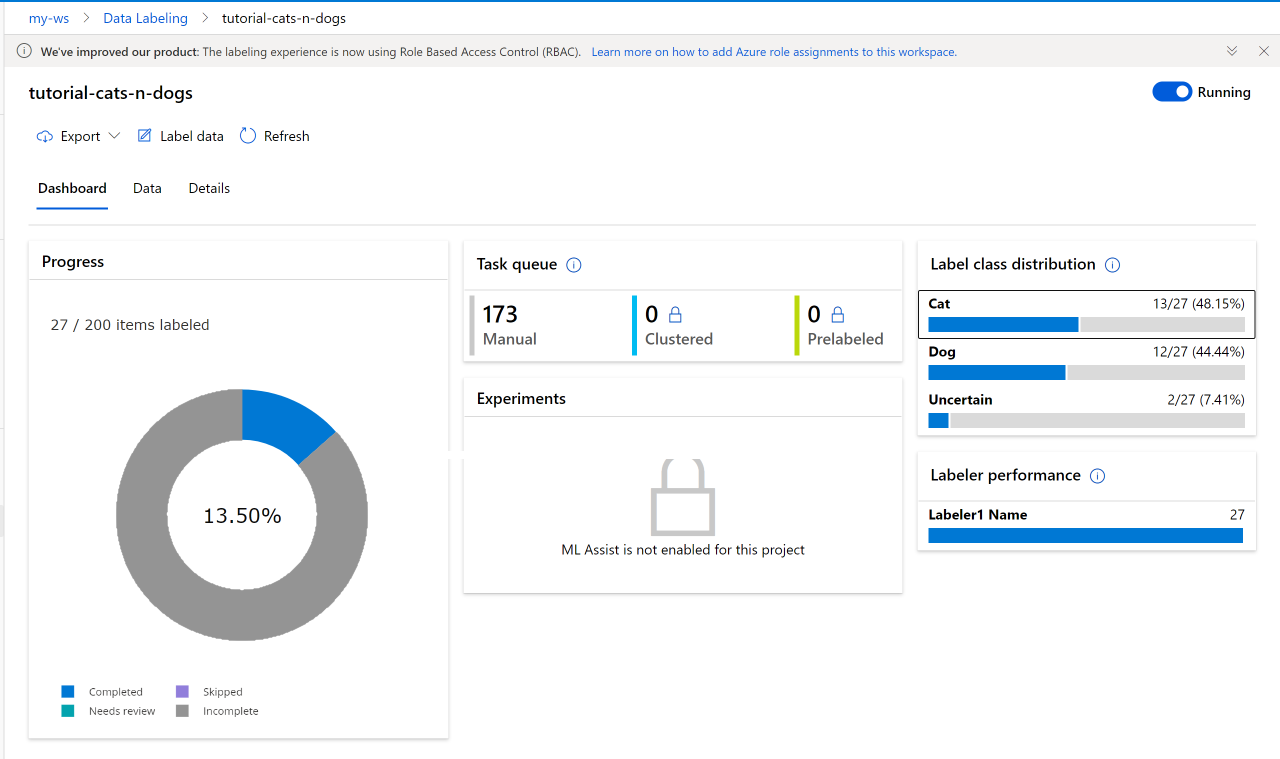 my-ws > Data Labeling > tutorial-cats-n-dogs
We've improved our product: The labeling experience is now using Role Based Access Control (RBAC). Learn more on how to add Azure role assignments to this workspace.
tutorial-cats-n-dogs
Running
Export Label data Refresh
Dashboard Data Details
Progress
27 / 200 items labeled
13.50%
Completed Skipped
Needs review Incomplete
Task queue
173 0 0
Manual Clustered Prelabeled
Experiments
ML Assist is not enabled for this project
Label class distribution
Cat 13/27 (48.15%)
Dog 12/27 (44.44%)
Uncertain 2/27 (7.41%)
Labeler performance
Labeler1 Name 27